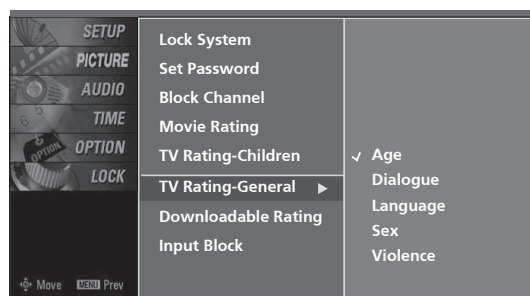 SETUP
PICTURE
AUDIO
TIME
OPTION
LOCK
Move MENU Prev
Lock System
Set Password
Block Channel
Movie Rating
TV Rating-Children
TV Rating-General
Downloadable Rating
Input Block
Age
Dialogue
Language
Sex
Violence